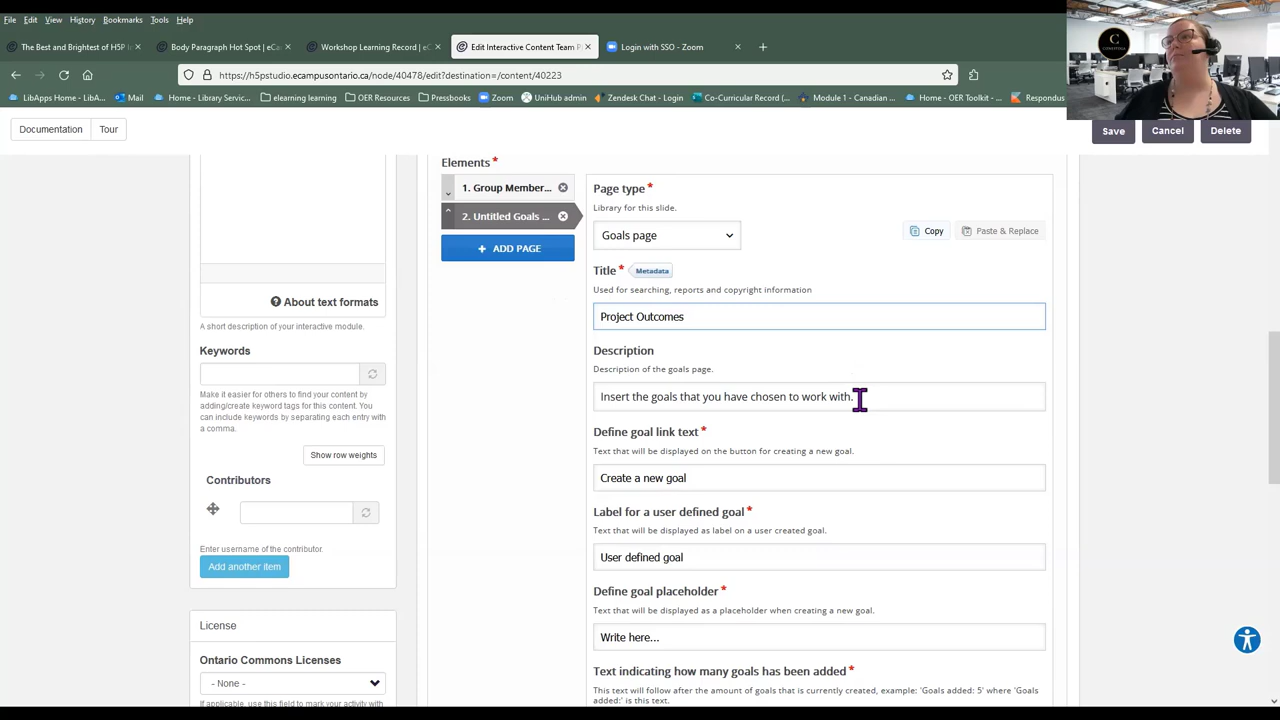 File Edit View History Bookmarks Tools Help
The Best and Brightest of H5P In
Body Paragraph Hot Spot | eCa
Workshop Learning Record | eC
Edit Interactive Content Team P
Login with SSO - Zoom
https://h5pstudio.ecampusontario.ca/node/40478/edit?destination=/content/40223
LibApps Home - LibA... Mail Home - Library Servic... elearning learning OER Resources Pressbooks Zoom UniHub admin Zendesk Chat - Login Co-Curricular Record (... Module 1 - Canadian ... Home - OER Toolkit -... Respondus
Documentation Tour
Save Cancel Delete
About text formats
A short description of your interactive module.
Keywords
Make it easier for others to find your content by
adding/create keyword tags for this content. You
can include keywords by separating each entry with
a comma.
Show row weights
Contributors
Enter username of the contributor.
Add another item
License
Ontario Commons Licenses
- None -
If applicable, use this field to mark your activity with
Elements*
1. Group Member...
2. Untitled Goals ...
+ ADD PAGE
Page type*
Library for this slide.
Goals page
Copy Paste & Replace
Title* Metadata
Used for searching, reports and copyright information
Project Outcomes
Description
Description of the goals page.
Insert the goals that you have chosen to work with.
Define goal link text*
Text that will be displayed on the button for creating a new goal.
Create a new goal
Label for a user defined goal*
Text that will be displayed as label on a user created goal.
User defined goal
Define goal placeholder*
Text that will be displayed as a placeholder when creating a new goal.
Write here...
Text indicating how many goals has been added*
This text will follow after the amount of goals that is currently created, example: 'Goals added: 5' where 'Goals
added:' is this text.
C
CONESTOGA